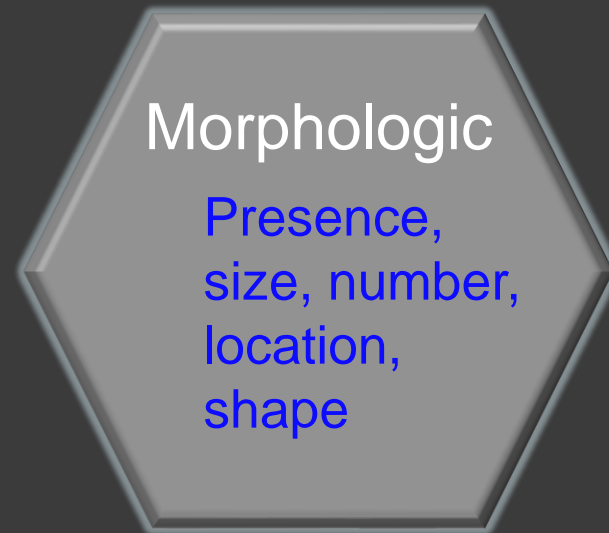 Morphologic
Presence,
size, number,
location,
shape